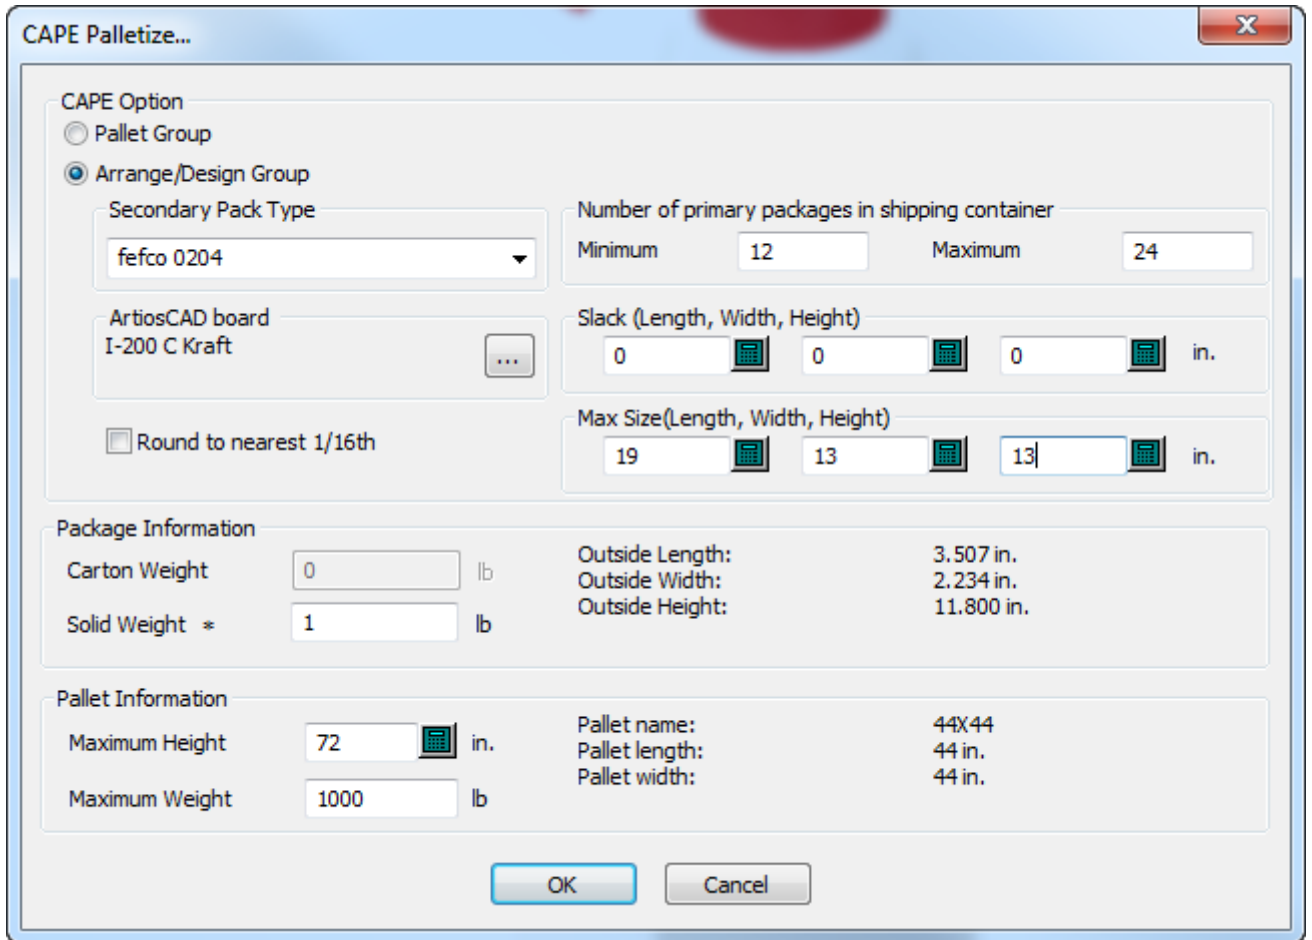 CAPE Palletize...
CAPE Option
Pallet Group
Arrange/Design Group
Secondary Pack Type
fefco 0204
Number of primary packages in shipping container
Minimum 12 Maximum 24
ArtiosCAD board
I-200 C Kraft
...
Slack (Length, Width, Height)
0 0 0 in.
Round to nearest 1/16th
Max Size(Length, Width, Height)
19 13 13 in.
Package Information
Carton Weight 0 lb
Solid Weight * 1 lb
Outside Length: 3.507 in.
Outside Width: 2.234 in.
Outside Height: 11.800 in.
Pallet Information
Maximum Height 72 in.
Maximum Weight 1000 lb
Pallet name: 44X44
Pallet length: 44 in.
Pallet width: 44 in.
OK Cancel